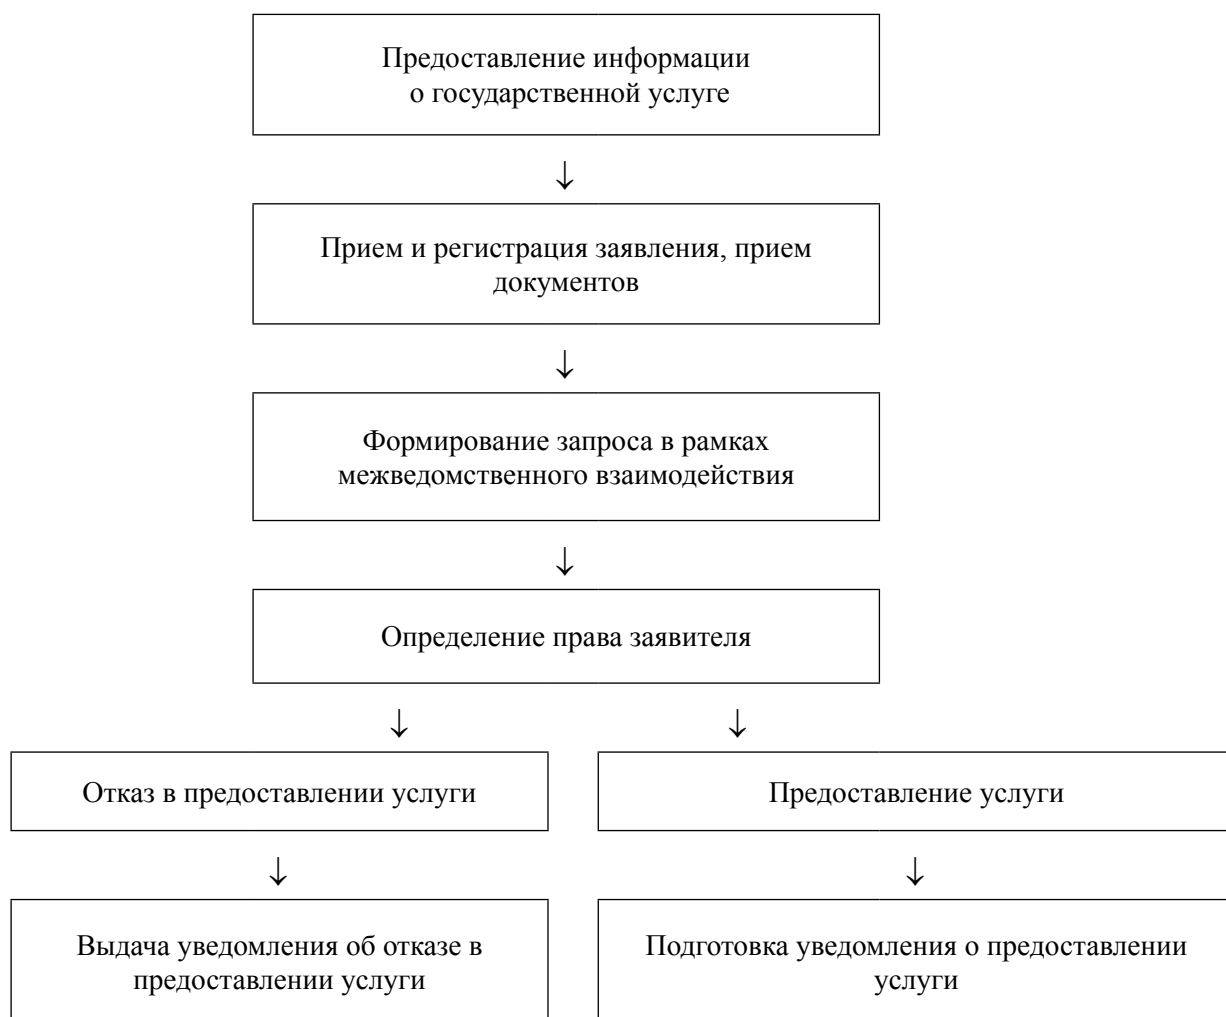 Предоставление информации
о государственной услуге
↓
Прием и регистрация заявления, прием
документов
↓
Формирование запроса в рамках
межведомственного взаимодействия
↓
Определение права заявителя
↓ ↓
Отказ в предоставлении услуги
Предоставление услуги
↓ ↓
Выдача уведомления об отказе в
предоставлении услуги
Подготовка уведомления о предоставлении
услуги